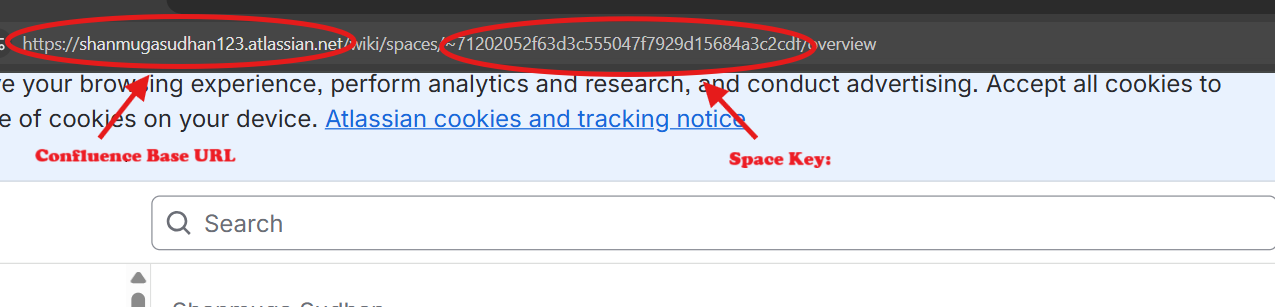 https://shanmugasudhan123.atlassian.net/wiki/spaces/~71202052f63d3c555047f7929d15684a3c2cdf/overview
e your browsing experience, perform analytics and research, and conduct advertising. Accept all cookies to
e of cookies on your device. Atlassian cookies and tracking notice
Confluence Base URL
Space Key:
Search
Shanmuga Sudhan